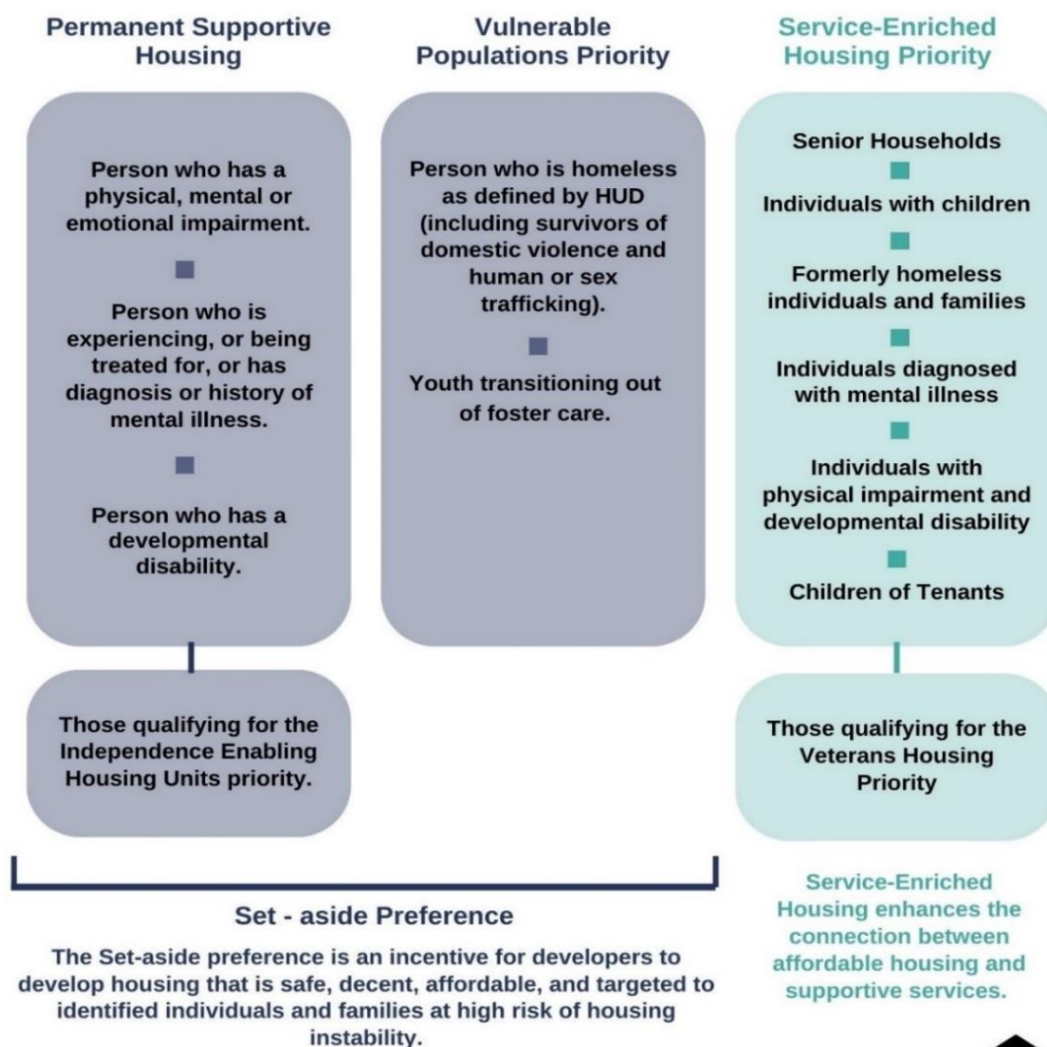 Permanent Supportive
Housing
Person who has a
physical, mental or
emotional impairment.
Person who is
experiencing, or being
treated for, or has
diagnosis or history of
mental illness.
Person who has a
developmental
disability.
Those qualifying for the
Independence Enabling
Housing Units priority.
Vulnerable
Populations Priority
Person who is homeless
as defined by HUD
(including survivors of
domestic violence and
human or sex
trafficking).
Youth transitioning out
of foster care.
Set - aside Preference
The Set-aside preference is an incentive for developers to
develop housing that is safe, decent, affordable, and targeted to
identified individuals and families at high risk of housing
instability.
Service-Enriched
Housing Priority
Senior Households
Individuals with children
Formerly homeless
individuals and families
Individuals diagnosed
with mental illness
Individuals with
physical impairment and
developmental disability
Children of Tenants
Those qualifying for the
Veterans Housing
Priority
Service-Enriched
Housing enhances the
connection between
affordable housing and
supportive services.